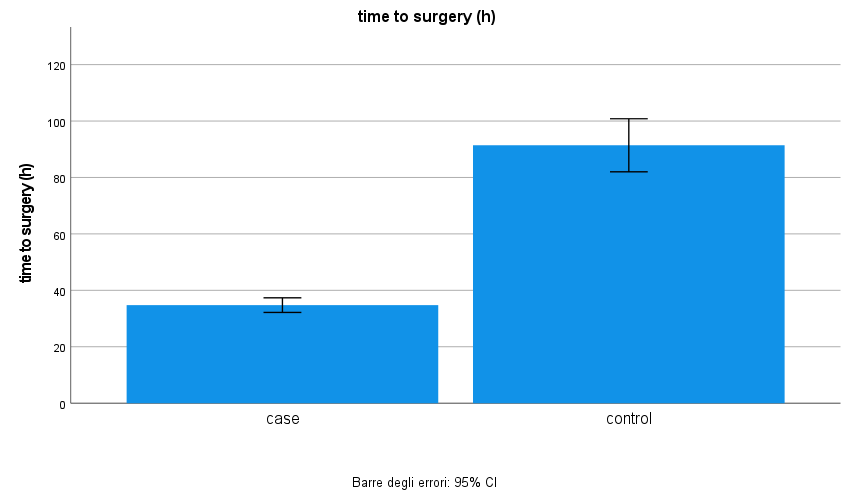 time to surgery (h)
time to surgery (h)
120
100
80
60
40
20
0
case
control
Barre degli errori: 95% CI